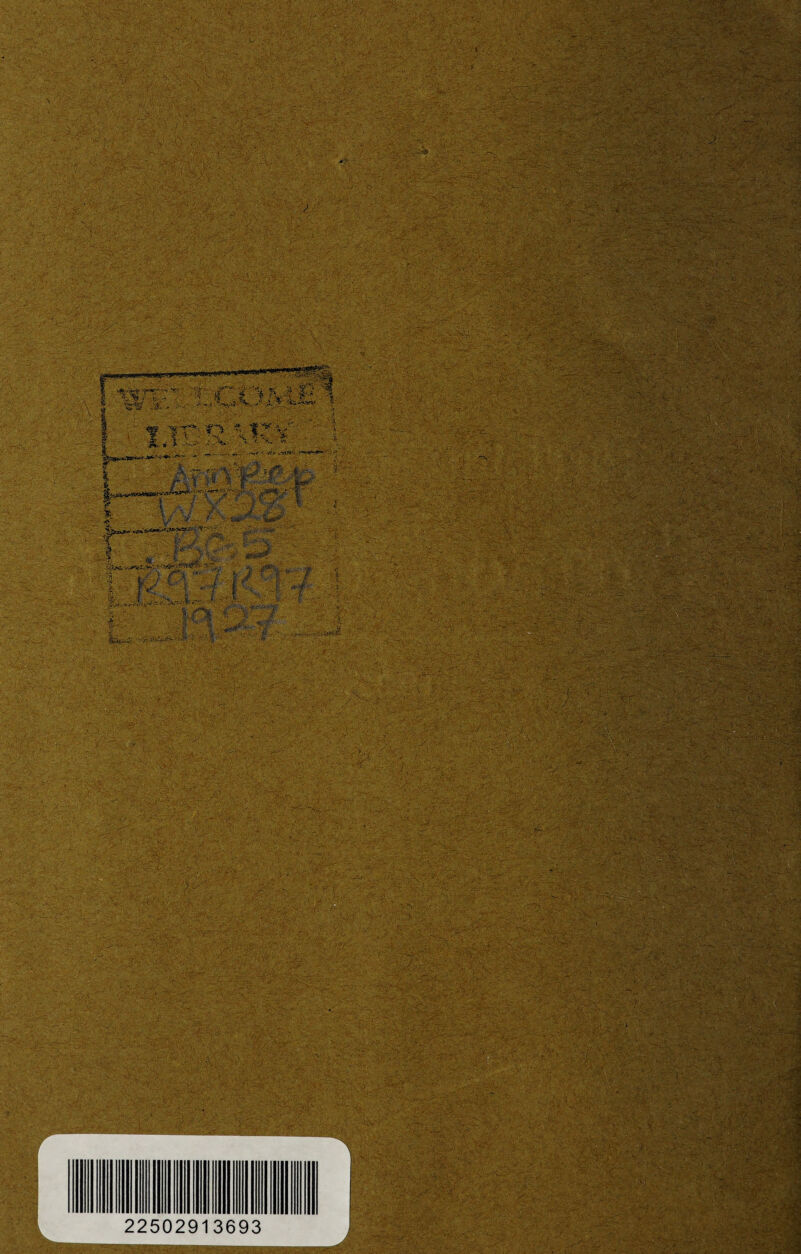 WELLCOME
LIBRARY
Ann Rep
WX28
.BG5
R97R97
1927
22502913693